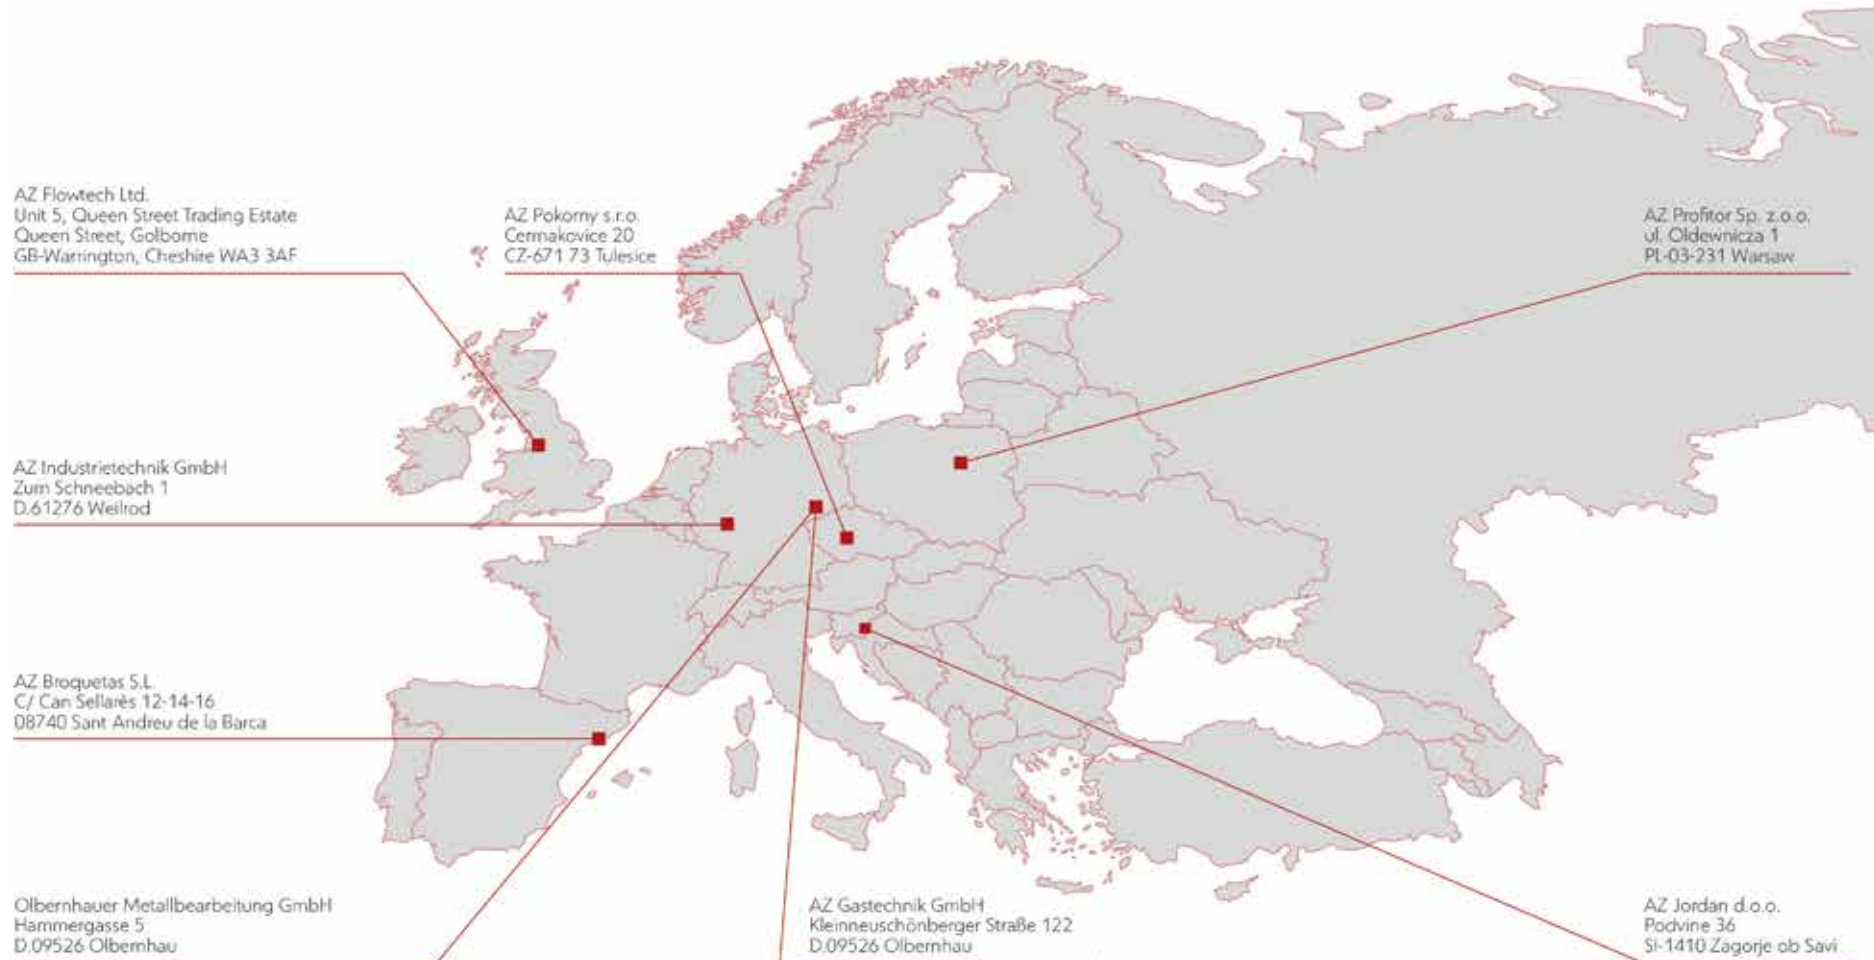 AZ Flowtech Ltd.
Unit 5, Queen Street Trading Estate
Queen Street, Golborne
GB-Warrington, Cheshire WA3 3AF
AZ Pokorny s.r.o.
Cermakovice 20
CZ-671 73 Tulesice
AZ Profitor Sp. z.o.o.
ul. Oldewnicza 1
PL-03-231 Warsaw
AZ Industrietechnik GmbH
Zum Schneebach 1
D.61276 Weilrod
AZ Broquetas S.L.
C/ Can Sellarès 12-14-16
08740 Sant Andreu de la Barca
Olbernhauer Metallbearbeitung GmbH
Hammergasse 5
D.09526 Olbernhau
AZ Gastechnik GmbH
Kleinneuschönberger Straße 122
D.09526 Olbernhau
AZ Jordan d.o.o.
Podvine 36
SI-1410 Zagorje ob Savi